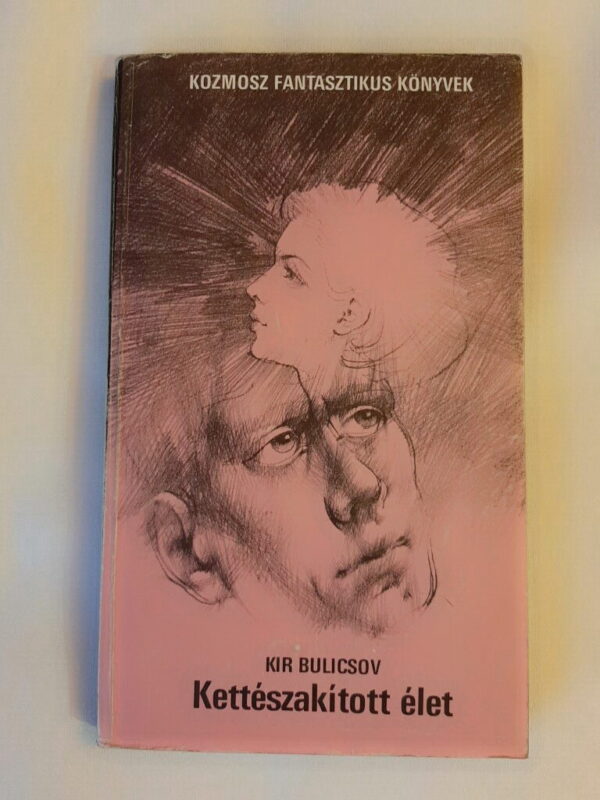 KOZMOSZ FANTASZTIKUS KÖNYVEK
KIR BULICSOV
Kettészakított élet